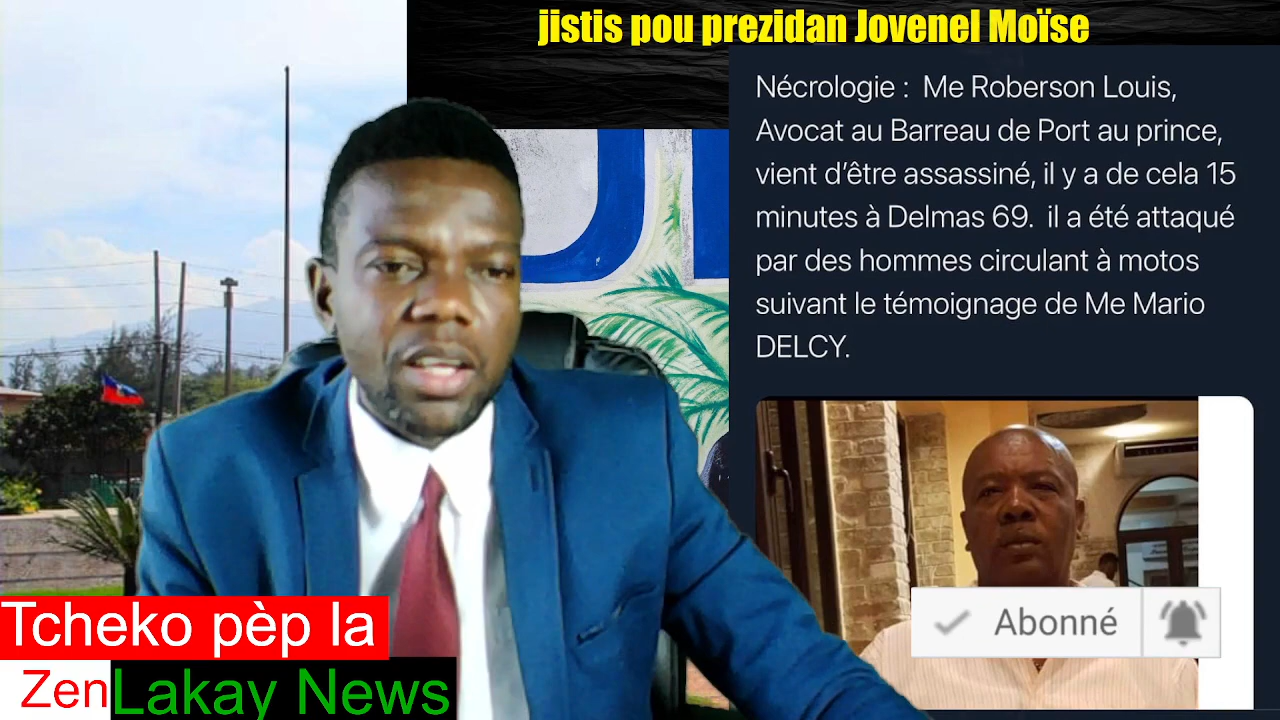 jistis pou prezidan Jovenel Moïse
Nécrologie : Me Roberson Louis,
Avocat au Barreau de Port au prince,
vient d’être assassiné, il y a de cela 15
minutes à Delmas 69. il a été attaqué
par des hommes circulant à motos
suivant le témoignage de Me Mario
DELCY.
Abonné
Tcheko pèp la
ZenLakay News